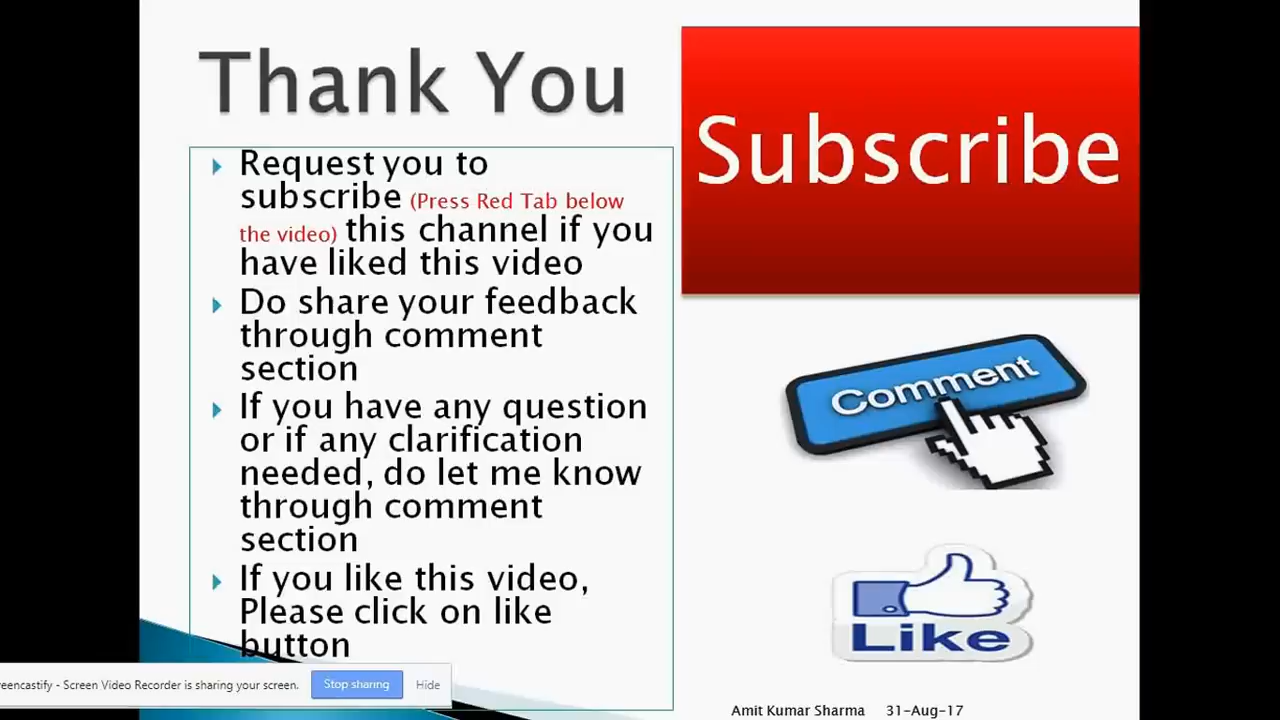 Thank You
Subscribe
Request you to
subscribe (Press Red Tab below
the video) this channel if you
have liked this video
Do share your feedback
through comment
section
If you have any question
or if any clarification
needed, do let me know
through comment
section
If you like this video,
Please click on like
button
Comment
Like
reencastify - Screen Video Recorder is sharing your screen. Stop sharing Hide
Amit Kumar Sharma 31-Aug-17